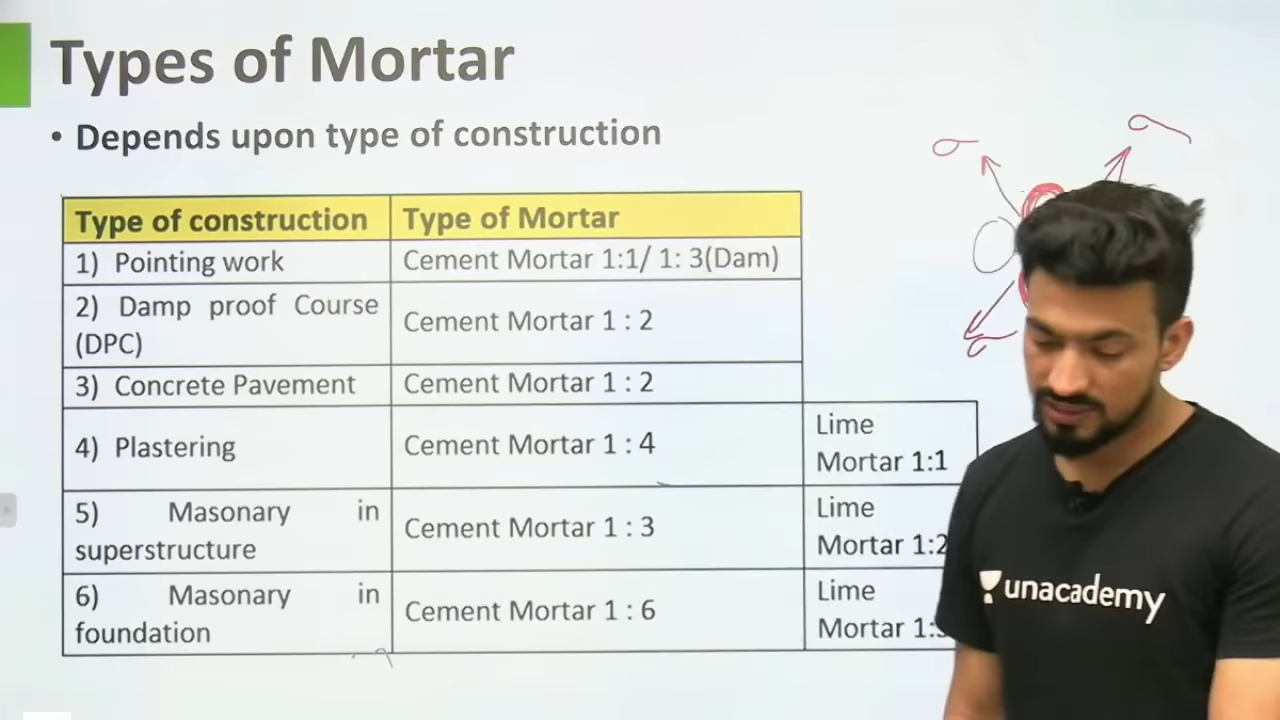 Types of Mortar
• Depends upon type of construction
Type of construction Type of Mortar
1) Pointing work Cement Mortar 1:1/ 1: 3(Dam)
2) Damp proof Course
(DPC)
Cement Mortar 1 : 2
3) Concrete Pavement Cement Mortar 1 : 2
4) Plastering Cement Mortar 1 : 4
Lime
Mortar 1:1
5) Masonary in
superstructure
Cement Mortar 1 : 3
Lime
Mortar 1:2
6) Masonary in
foundation
Cement Mortar 1 : 6
Lime
Mortar
unacademy